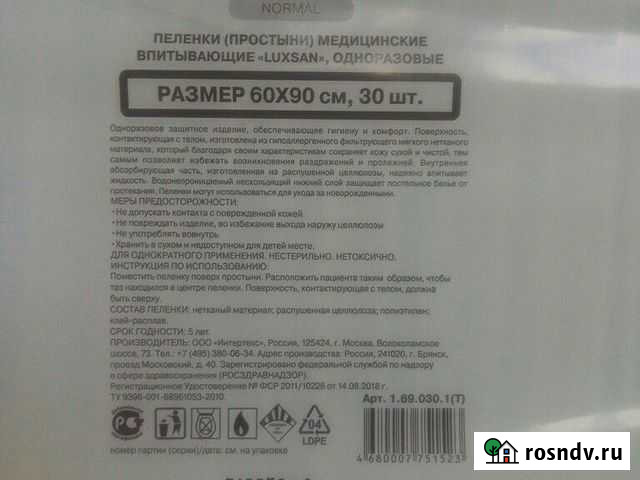 NORMAL
ПЕЛЕНКИ (ПРОСТЫНИ) МЕДИЦИНСКИЕ
ВПИТЫВАЮЩИЕ «LUXSAN», ОДНОРАЗОВЫЕ
РАЗМЕР 60Х90 см, 30 шт.
Одноразовое защитное изделие, обеспечивающее гигиену и комфорт. Поверхность,
контактирующая с телом, изготовлена из гипоаллергенного фильтрующего мягкого нетканого
материала, который благодаря своим характеристикам сохраняет кожу сухой и чистой, тем
самым позволяет избежать возникновения раздражений и пролежней. Внутренняя
абсорбирующая часть, изготовленная из распушенной целлюлозы, надежно впитывает
жидкость. Водонепроницаемый нескользящий нижний слой защищает постельное белье от
протекания. Пеленки могут использоваться для ухода за новорожденными.
МЕРЫ ПРЕДОСТОРОЖНОСТИ:
•Не допускать контакта с поврежденной кожей
•Не повреждать изделие, во избежание выхода наружу целлюлозы
•Не употреблять вовнутрь
•Хранить в сухом и недоступном для детей месте.
ДЛЯ ОДНОКРАТНОГО ПРИМЕНЕНИЯ. НЕСТЕРИЛЬНО. НЕТОКСИЧНО.
ИНСТРУКЦИЯ ПО ИСПОЛЬЗОВАНИЮ:
Поместить пеленку поверх простыни. Расположить пациента таким образом, чтобы
таз находился в центре пеленки. Поверхность, контактирующая с телом, должна
быть сверху.
СОСТАВ ПЕЛЕНКИ: нетканый материал; распушенная целлюлоза; полиэтилен;
клей-расплав.
СРОК ГОДНОСТИ: 5 лет.
ПРОИЗВОДИТЕЛЬ: ООО «Интертекс», Россия, 125424, г. Москва, Волоколамское
шоссе, 73. Тел.: +7 (495) 380-06-34. Адрес производства: Россия, 241020, г. Брянск,
проезд Московский, д. 40. Зарегистрировано федеральной службой по надзору
в сфере здравоохранения (РОСЗДРАВНАДЗОР).
Регистрационное Удостоверение № ФСР 2011/10226 от 14.08.2018 г.
ТУ 9396-001-68961053-2010.
Арт. 1.69.030.1(Т)
04
LDPE
номер партии (серии)/дата: см. на упаковке
4 680007 751523
rosndv.ru